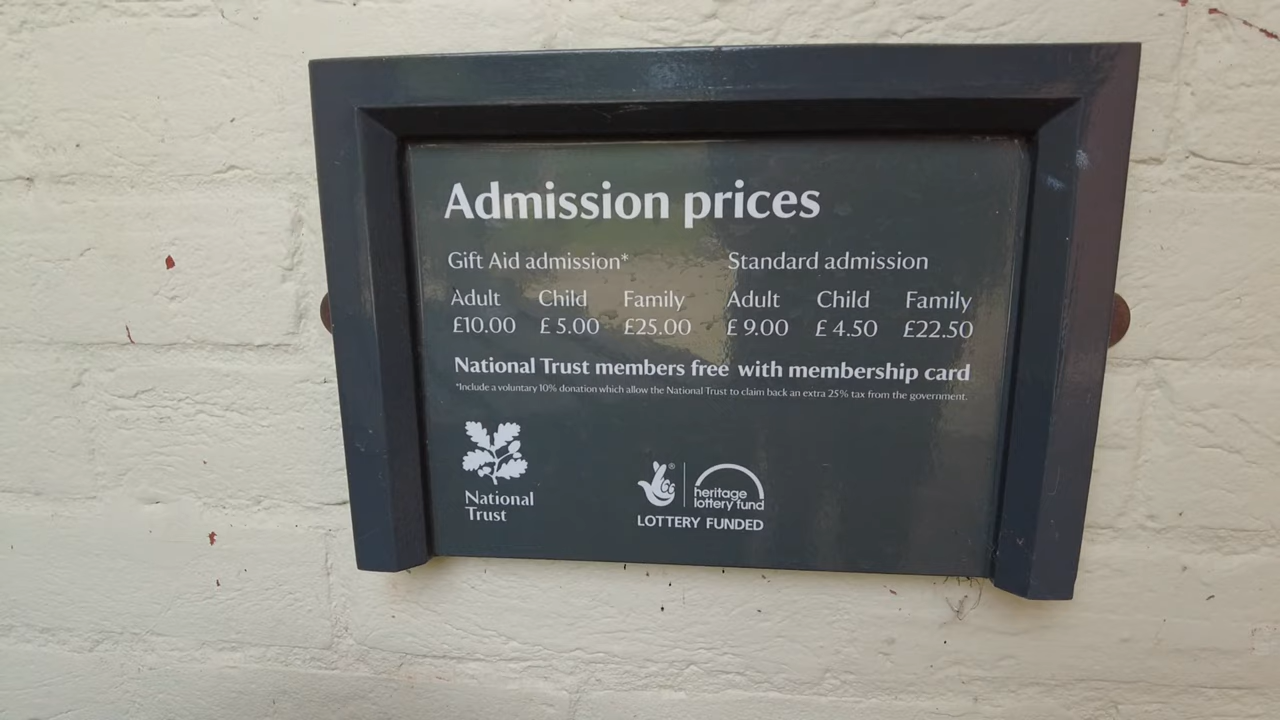 Admission prices
Gift Aid admission* Standard admission
Adult Child Family Adult Child Family
£10.00 £ 5.00 £25.00 £ 9.00 £ 4.50 £22.50
National Trust members free with membership card
*Include a voluntary 10% donation which allow the National Trust to claim back an extra 25% tax from the government.
National
Trust
heritage
lottery fund
LOTTERY FUNDED